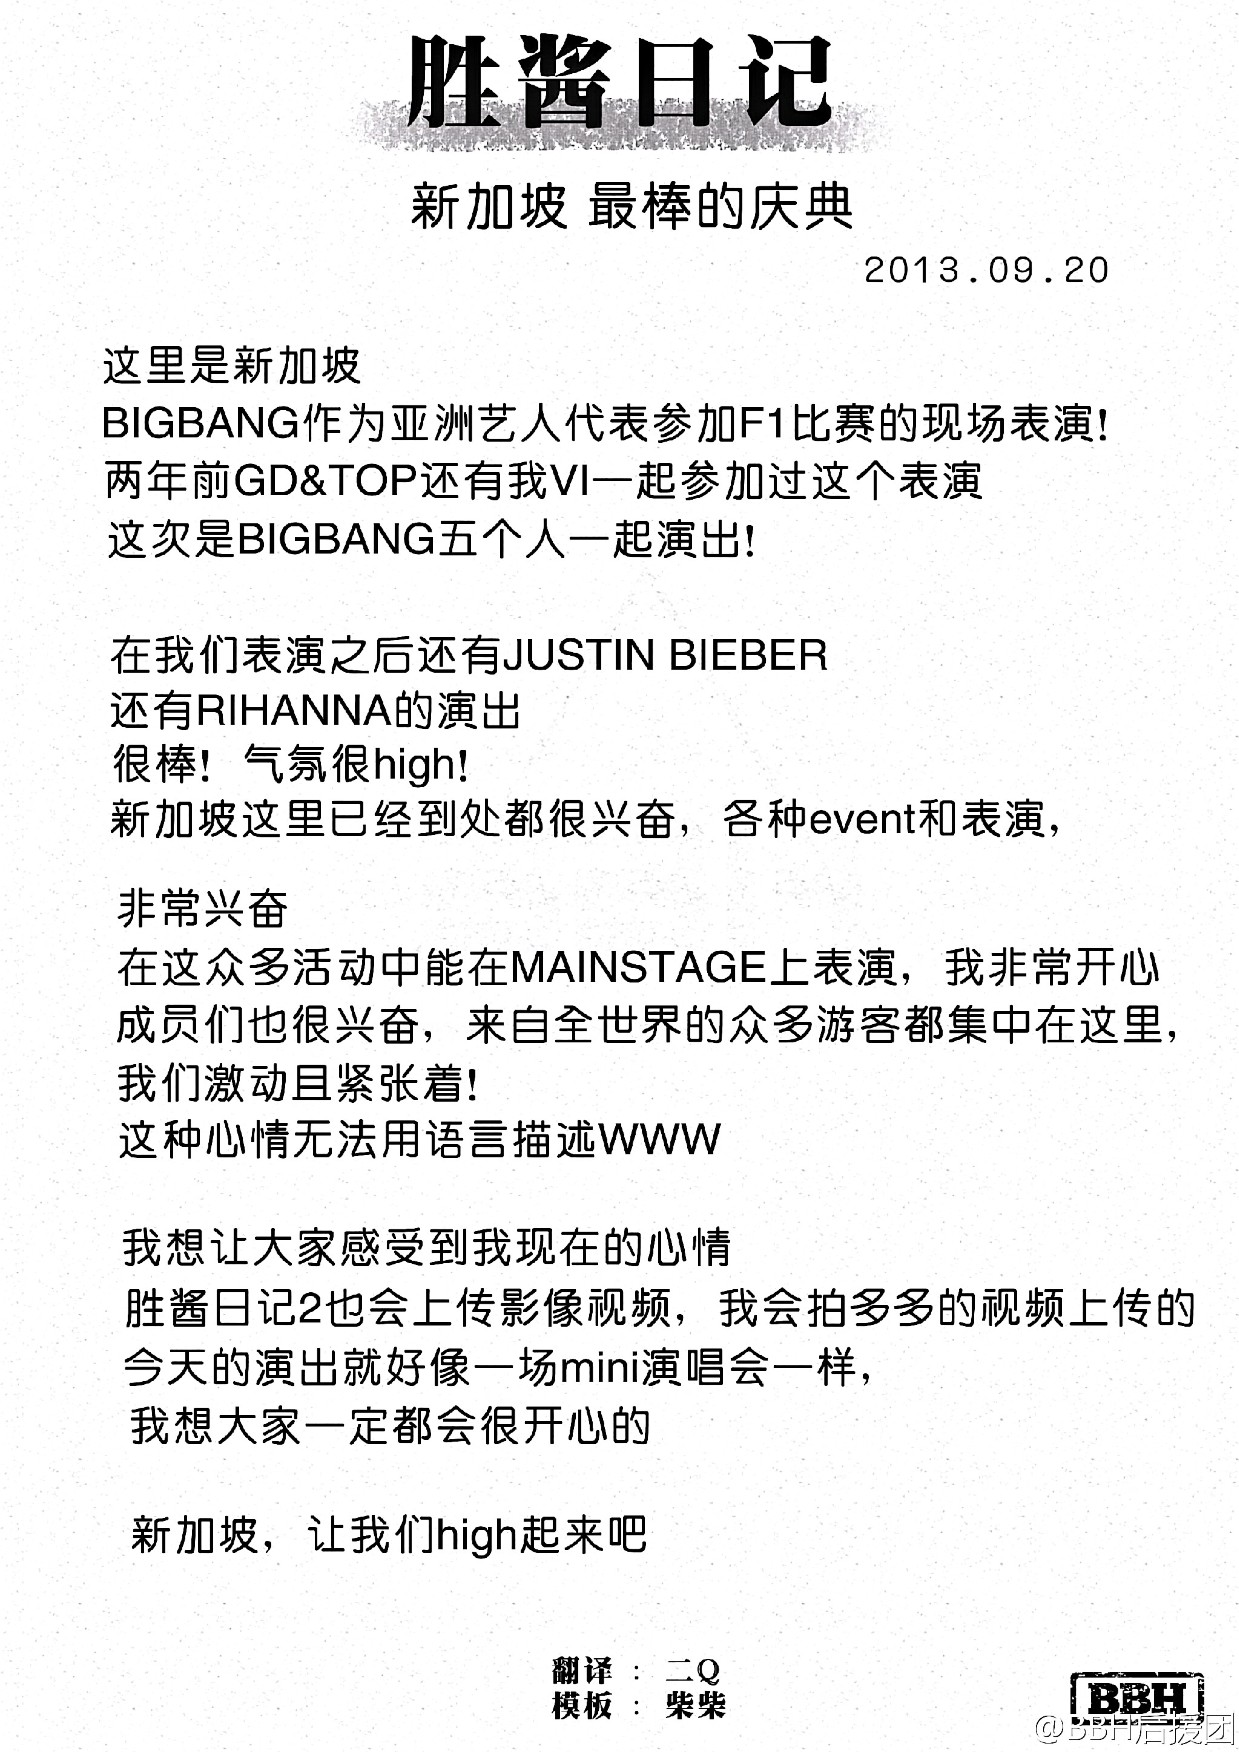 胜酱日记
新加坡 最棒的庆典
2013.09.20
这里是新加坡
BIGBANG作为亚洲艺人代表参加F1比赛的现场表演!
两年前GD&TOP还有我VI一起参加过这个表演
这次是BIGBANG五个人一起演出!
在我们表演之后还有JUSTIN BIEBER
还有RIHANNA的演出
很棒! 气氛很high!
新加坡这里已经到处都很兴奋, 各种event和表演,
非常兴奋
在这众多活动中能在MAINSTAGE上表演, 我非常开心
成员们也很兴奋, 来自全世界的众多游客都集中在这里,
我们激动且紧张着!
这种心情无法用语言描述WWW
我想让大家感受到我现在的心情
胜酱日记2也会上传影像视频, 我会拍多多的视频上传的
今天的演出就好像一场mini演唱会一样,
我想大家一定都会很开心的
新加坡, 让我们high起来吧
翻译 : 二Q
模板 : 柴柴
BBH
@BBH后援团